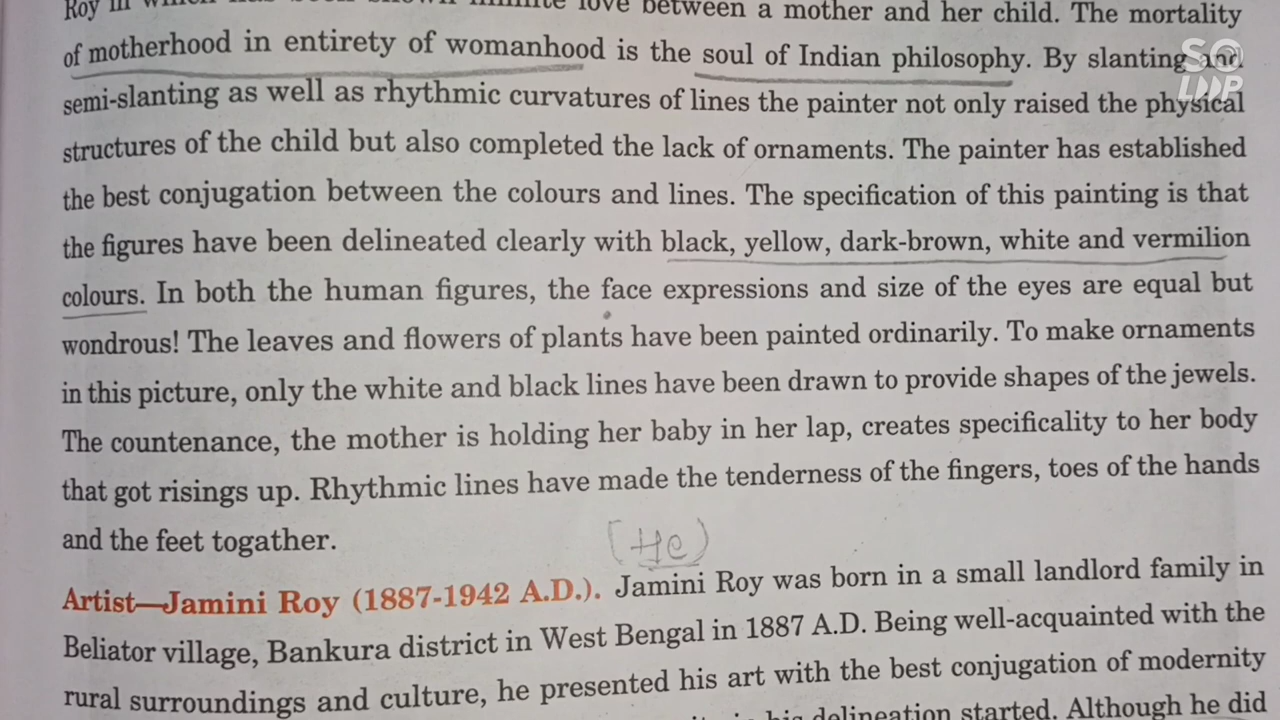 Roy in which has been shown infinite love between a mother and her child. The mortality
of motherhood in entirety of womanhood is the soul of Indian philosophy. By slanting and
semi-slanting as well as rhythmic curvatures of lines the painter not only raised the physical
structures of the child but also completed the lack of ornaments. The painter has established
the best conjugation between the colours and lines. The specification of this painting is that
the figures have been delineated clearly with black, yellow, dark-brown, white and vermilion
colours. In both the human figures, the face expressions and size of the eyes are equal but
wondrous! The leaves and flowers of plants have been painted ordinarily. To make ornaments
in this picture, only the white and black lines have been drawn to provide shapes of the jewels.
The countenance, the mother is holding her baby in her lap, creates specificality to her body
that got risings up. Rhythmic lines have made the tenderness of the fingers, toes of the hands
and the feet togather.
(He)
Artist—Jamini Roy (1887-1942 A.D.). Jamini Roy was born in a small landlord family in
Beliator village, Bankura district in West Bengal in 1887 A.D. Being well-acquainted with the
rural surroundings and culture, he presented his art with the best conjugation of modernity
his delineation started. Although he did